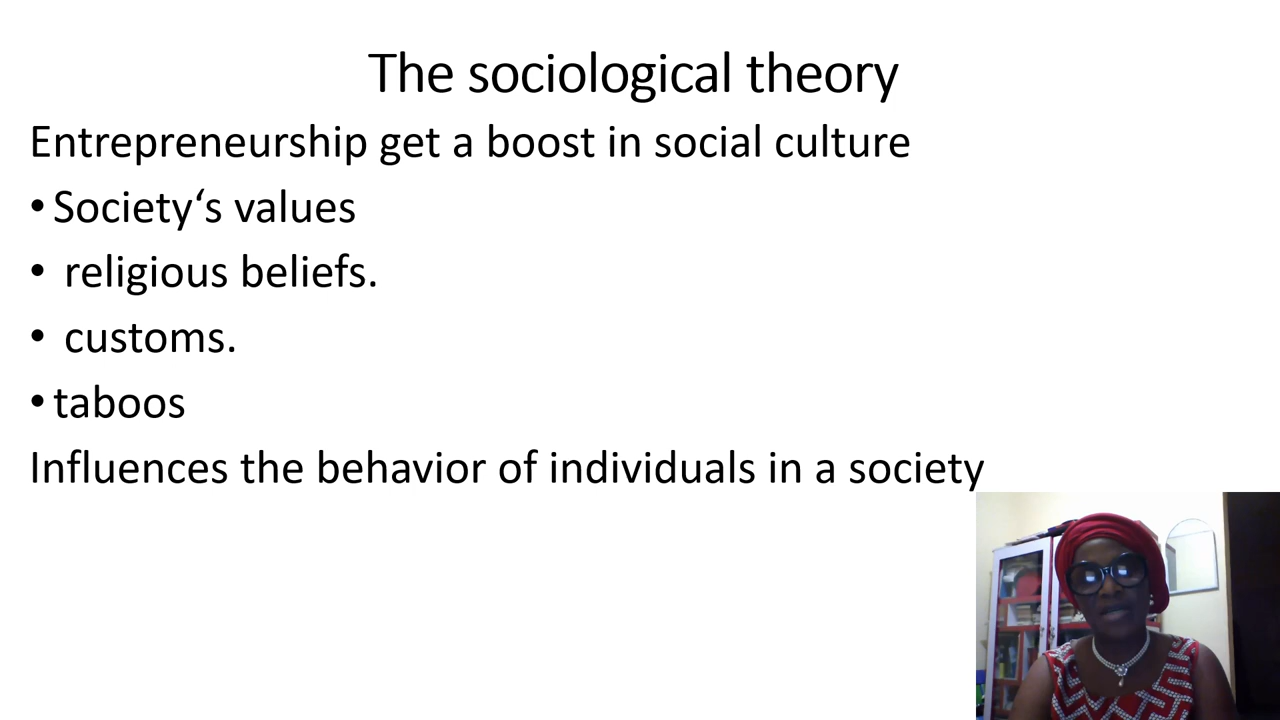 The sociological theory
Entrepreneurship get a boost in social culture
• Society‘s values
• religious beliefs.
• customs.
• taboos
Influences the behavior of individuals in a society